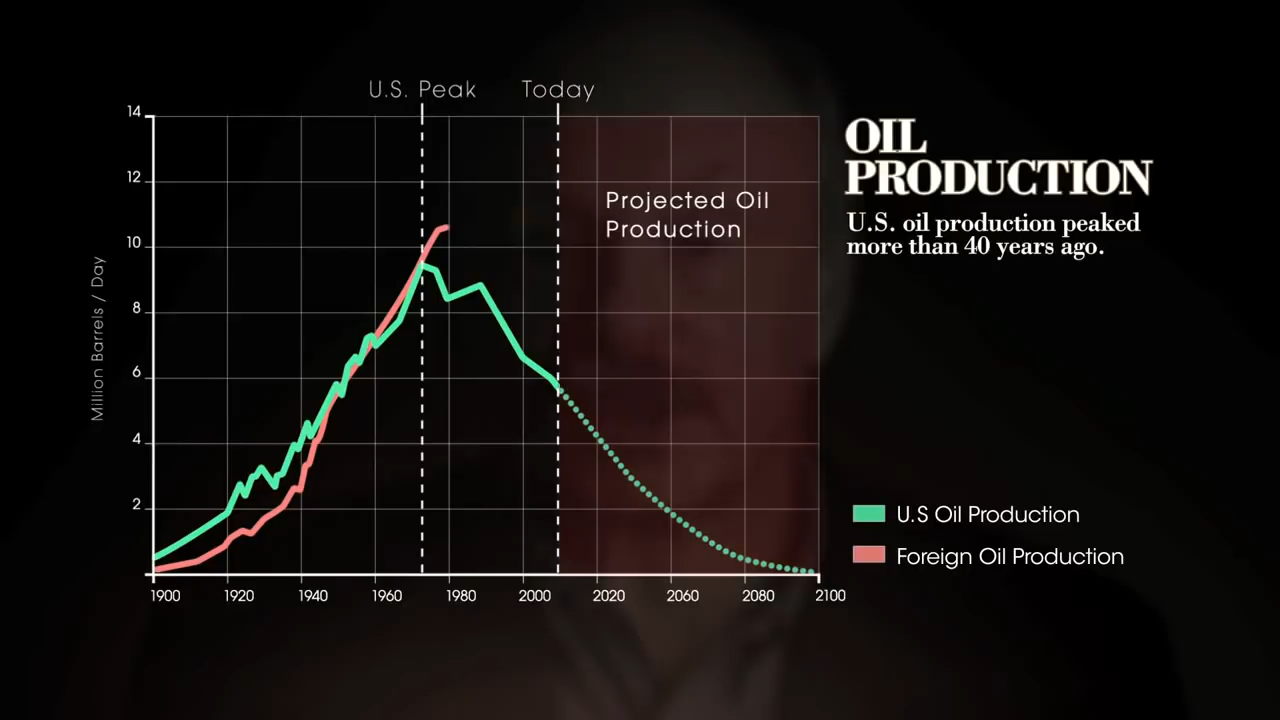 U.S. Peak
Today
14
12
10
8
6
4
2
Million Barrels / Day
Projected Oil
Production
1900
1920
1940
1960
1980
2000
2020
2060
2080
2100
OIL
PRODUCTION
U.S. oil production peaked
more than 40 years ago.
U.S Oil Production
Foreign Oil Production